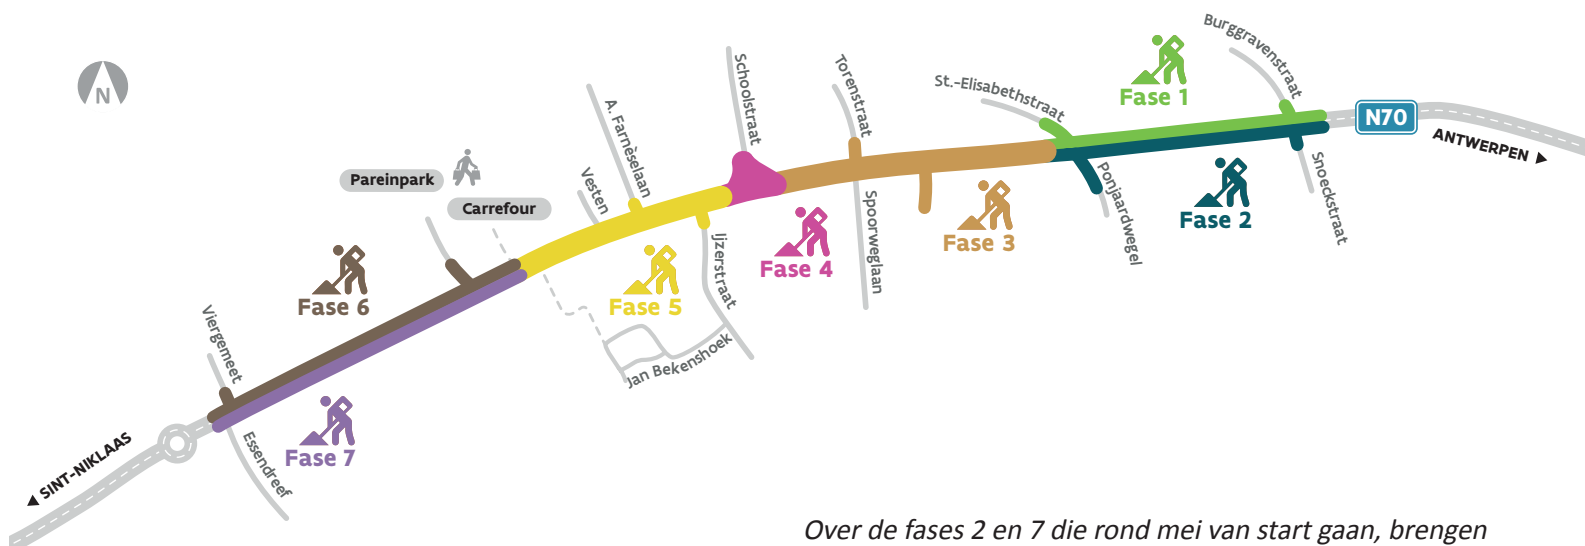 Burggravenstraat
Schoolstraat
Torenstraat
St.-Elisabethstraat
Fase 1
N
A. Farnèselaan
N70
ANTWERPEN
Pareinpark
Vesten
Carrefour
Snoeckstraat
Ponjaardwegel
Fase 2
Spoorweglaan
Fase 3
Ijzerstraat
Fase 4
Fase 6
Fase 5
Viergemeet
Jan Bekenshoek
SINT-NIKLAAS
Essendreef
Fase 7
Over de fases 2 en 7 die rond mei van start gaan, brengen